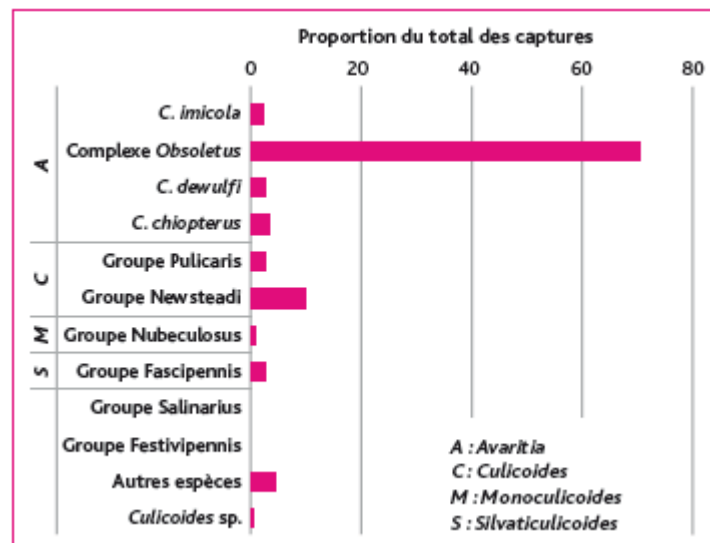 Proportion du total des captures
0 20 40 60 80
A
C. imicola
Complexe Obsoletus
C. dewulfi
C. chiopterus
C
Groupe Pulicaris
Groupe Newsteadi
M
Groupe Nubeculosus
S
Groupe Fascipennis
Groupe Salinarius
Groupe Festivipennis
Autres espèces
Culicoides sp.
A : Avaritia
C : Culicoides
M : Monoculicoides
S : Silvaticulicoides